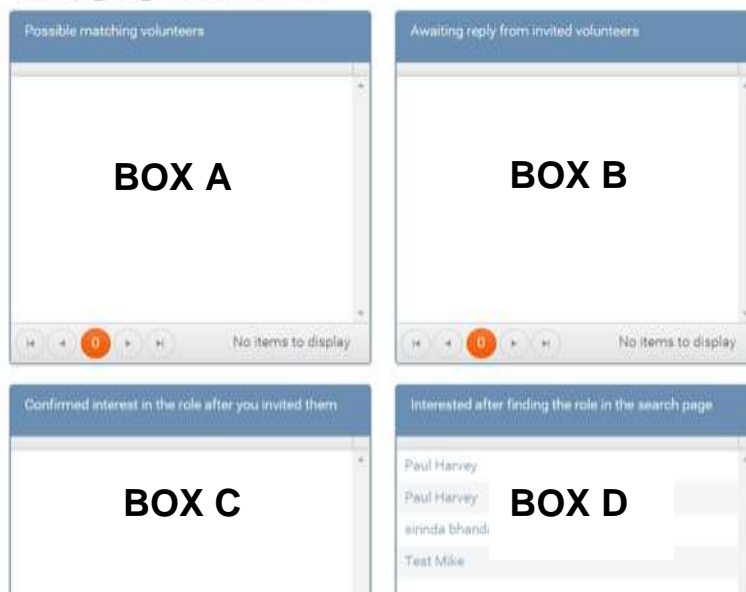 Possible matching volunteers
BOX A
0
No items to display
Awaiting reply from invited volunteers
BOX B
0
No items to display
Confirmed interest in the role after you invited them
BOX C
Interested after finding the role in the search page
Paul Harvey
Paul Harvey
BOX D
Test Mike